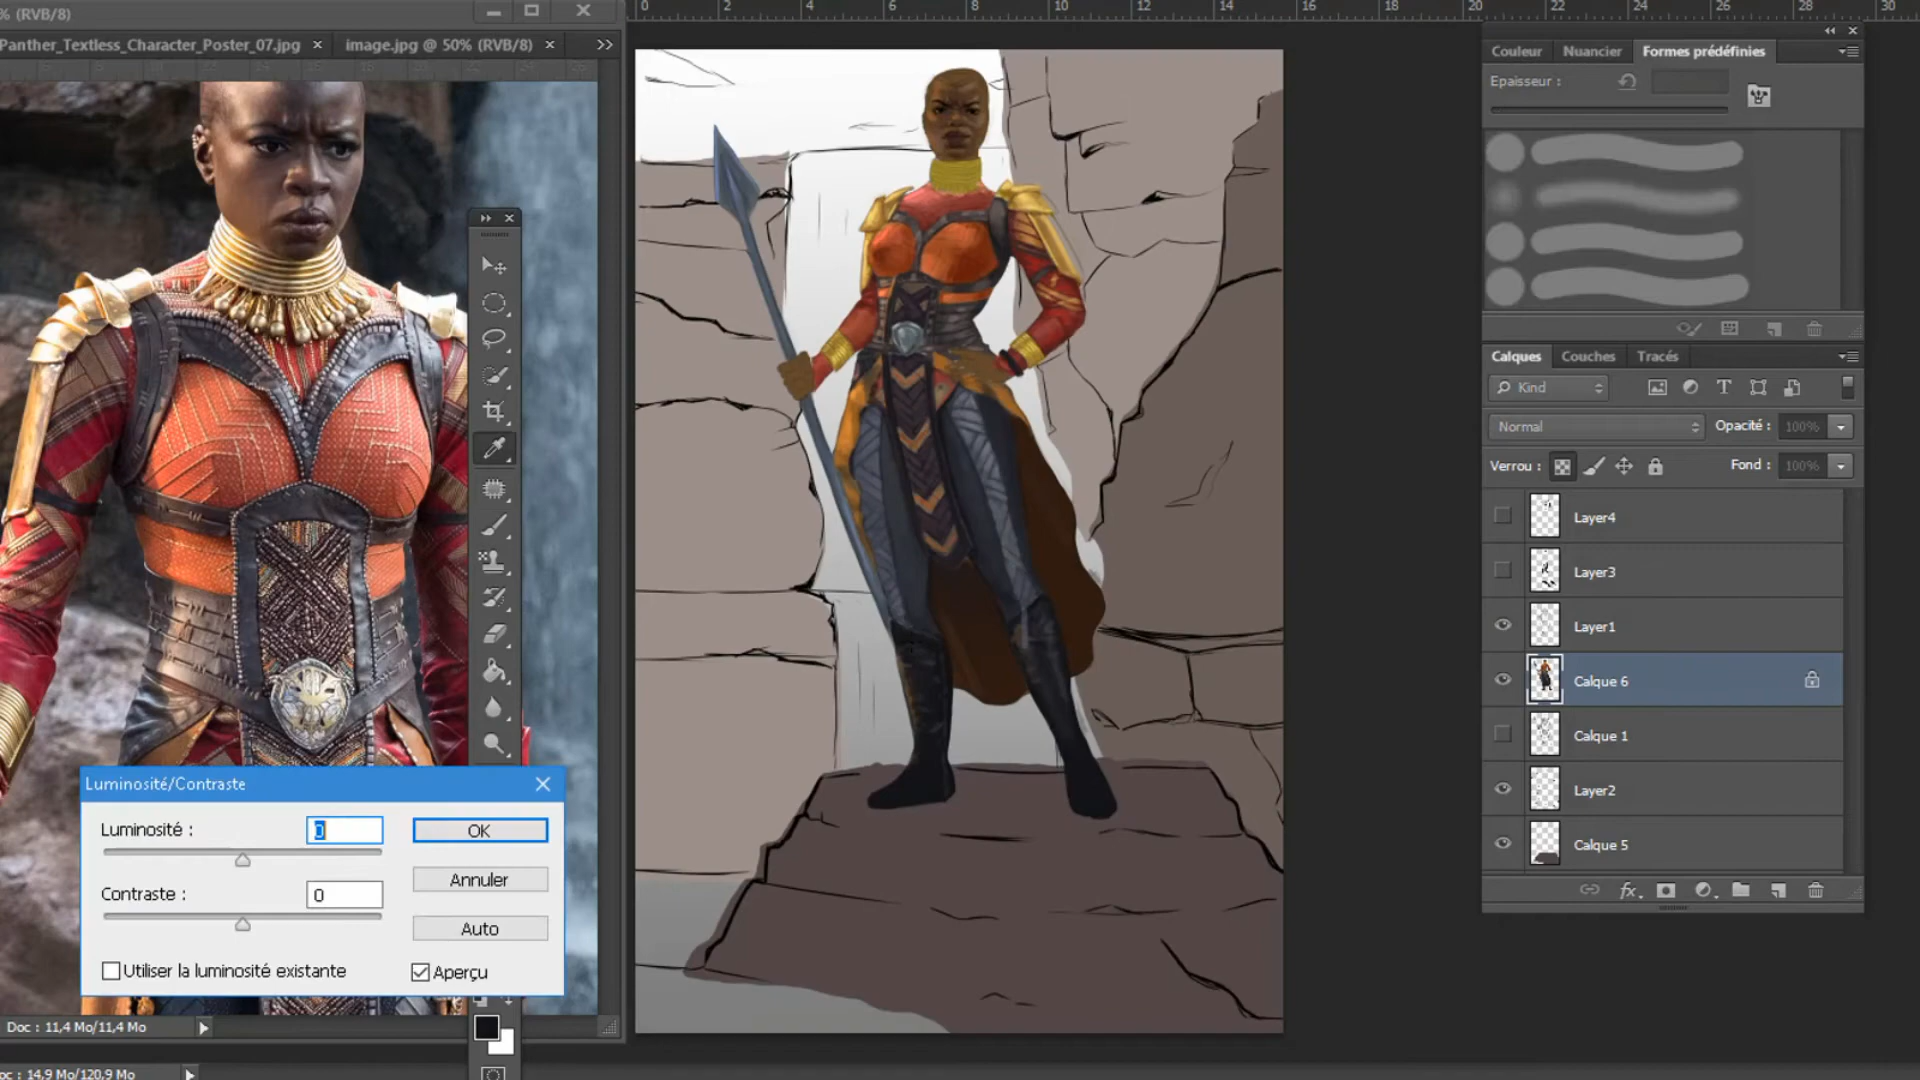 % (RVB/8)
Panther_Textless_Character_Poster_07.jpg × image.jpg @ 50% (RVB/8) ×
0 2 4 6 8 10 12 14 16 18 20 22 24 26 28 30
Couleur Nuancier Formes prédéfinies
Epaisseur :
Calques Couches Tracés
Kind
Normal Opacité : 100%
Verrou : Fond : 100%
Layer4
Layer3
Layer1
Calque 6
Calque 1
Layer2
Calque 5
fx
Luminosité/Contraste
Luminosité : 0 OK
Annuler
Contraste : 0
Auto
Utiliser la luminosité existante Aperçu
Doc : 11,4 Mo/11,4 Mo
oc : 14,9 Mo/120,9 Mo